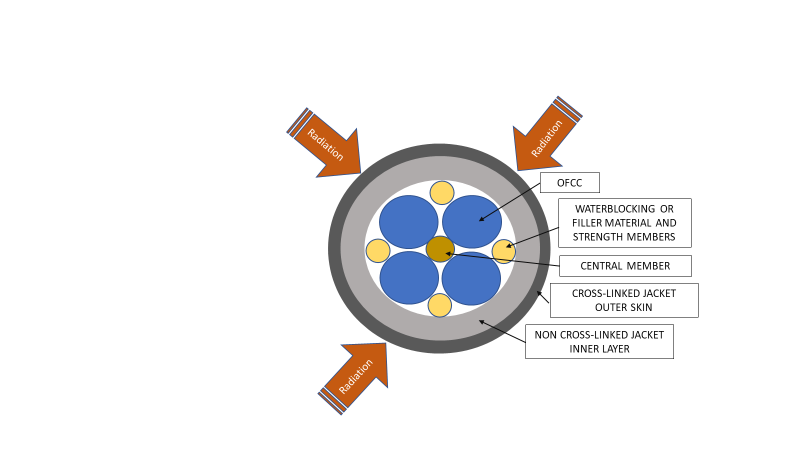 Radiation
Radiation
OFCC
WATERBLOCKING OR
FILLER MATERIAL AND
STRENGTH MEMBERS
CENTRAL MEMBER
CROSS-LINKED JACKET
OUTER SKIN
NON CROSS-LINKED JACKET
INNER LAYER
Radiation